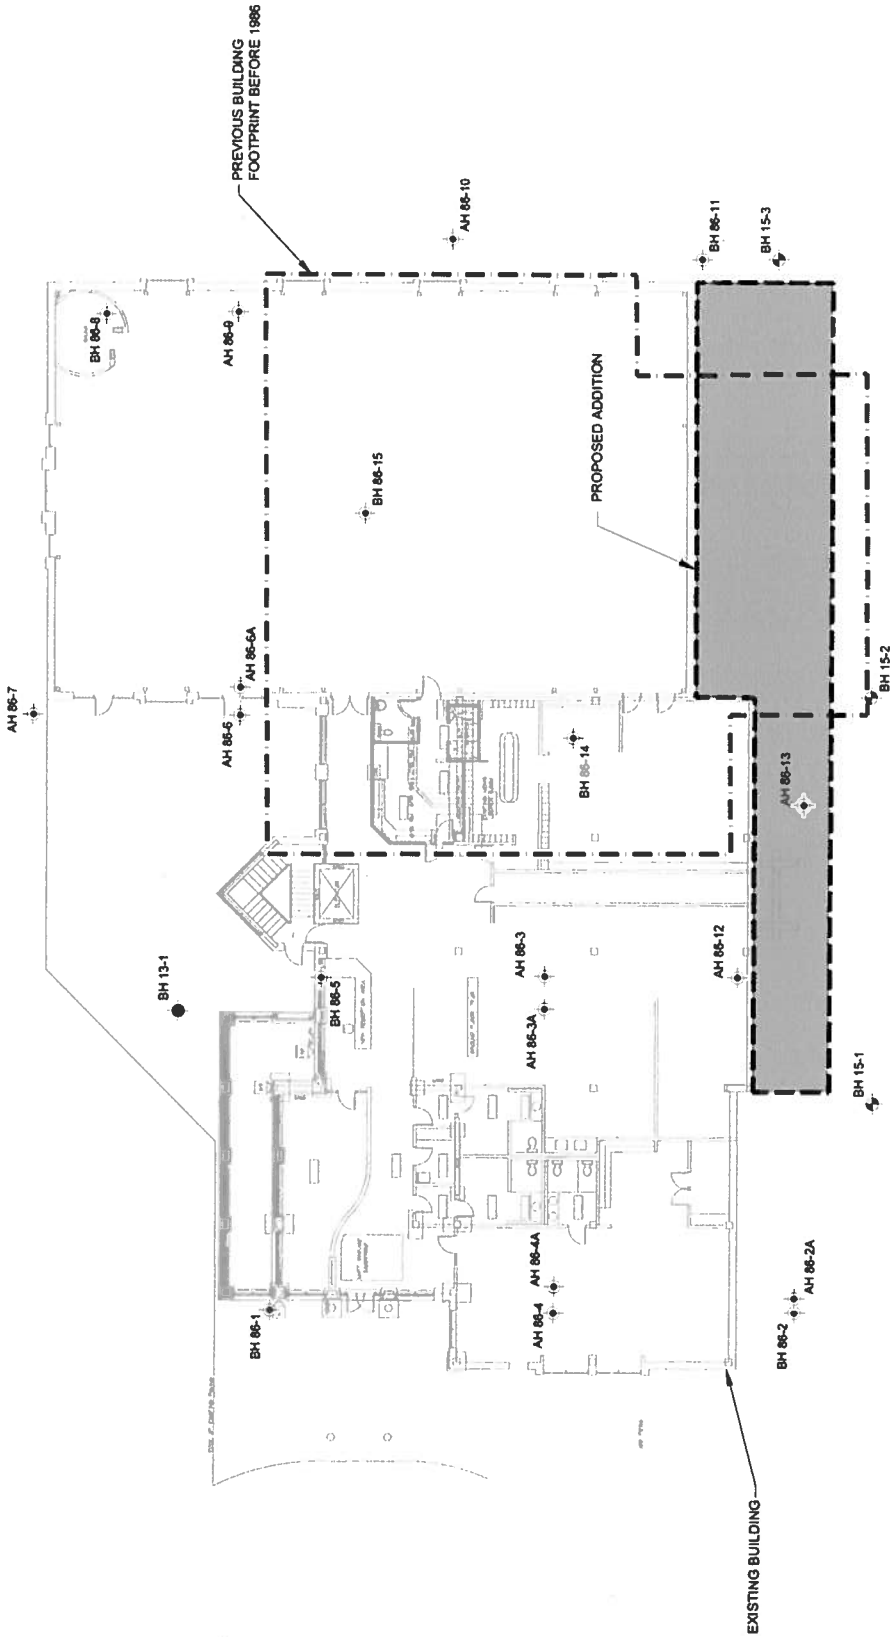 PREVIOUS BUILDING
FOOTPRINT BEFORE 1986
AH 86-10
BH 86-11
BH 15-3
BH 86-8
AH 86-9
PROPOSED ADDITION
BH 86-15
AH 86-7
AH 86-6A
AH 86-6
BH 15-2
BH 86-14
AH 86-13
BH 13-1
BH 86-5
AH 86-3
AH 86-3A
AH 86-12
BH 15-1
BH 86-1
AH 86-4A
AH 86-4
AH 86-2A
BH 86-2
EXISTING BUILDING